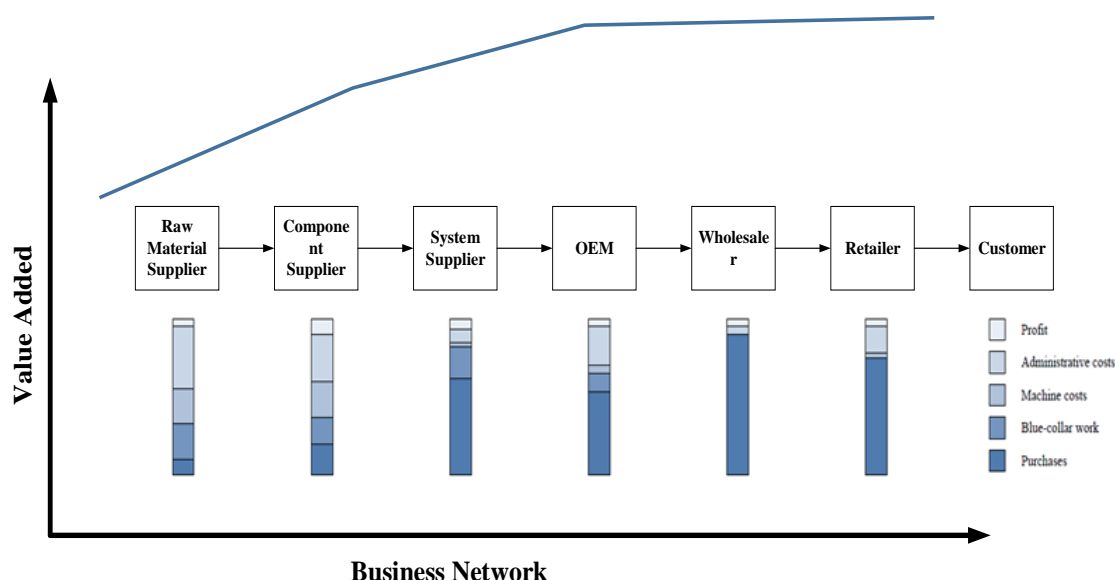 Raw
Material
Supplier
Compone
nt
Supplier
System
Supplier
OEM
Wholesale
r
Retailer
Customer
Value Added
Profit
Administrative costs
Machine costs
Blue-collar work
Purchases
Business Network